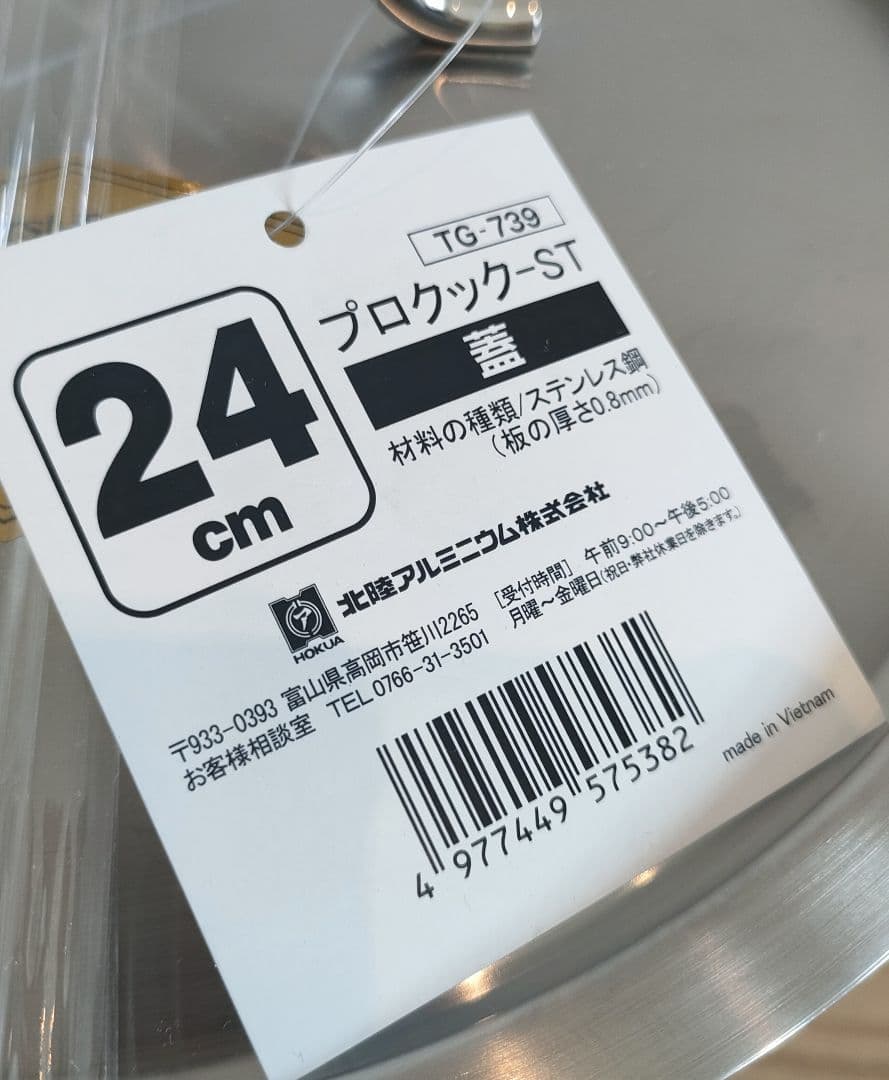 TG-739
プロクック-ST
蓋
24
cm
材料の種類/ステンレス鋼
(板の厚さ0.8mm)
HOKUA
北陸アルミニウム株式会社
〒933-0393 富山県高岡市笹川2265
お客様相談室 TEL0766-31-3501
[受付時間] 午前9:00〜午後5:00
月曜〜金曜日(祝日・弊社休業日を除きます。)
4 977449 575382
made in Vietnam